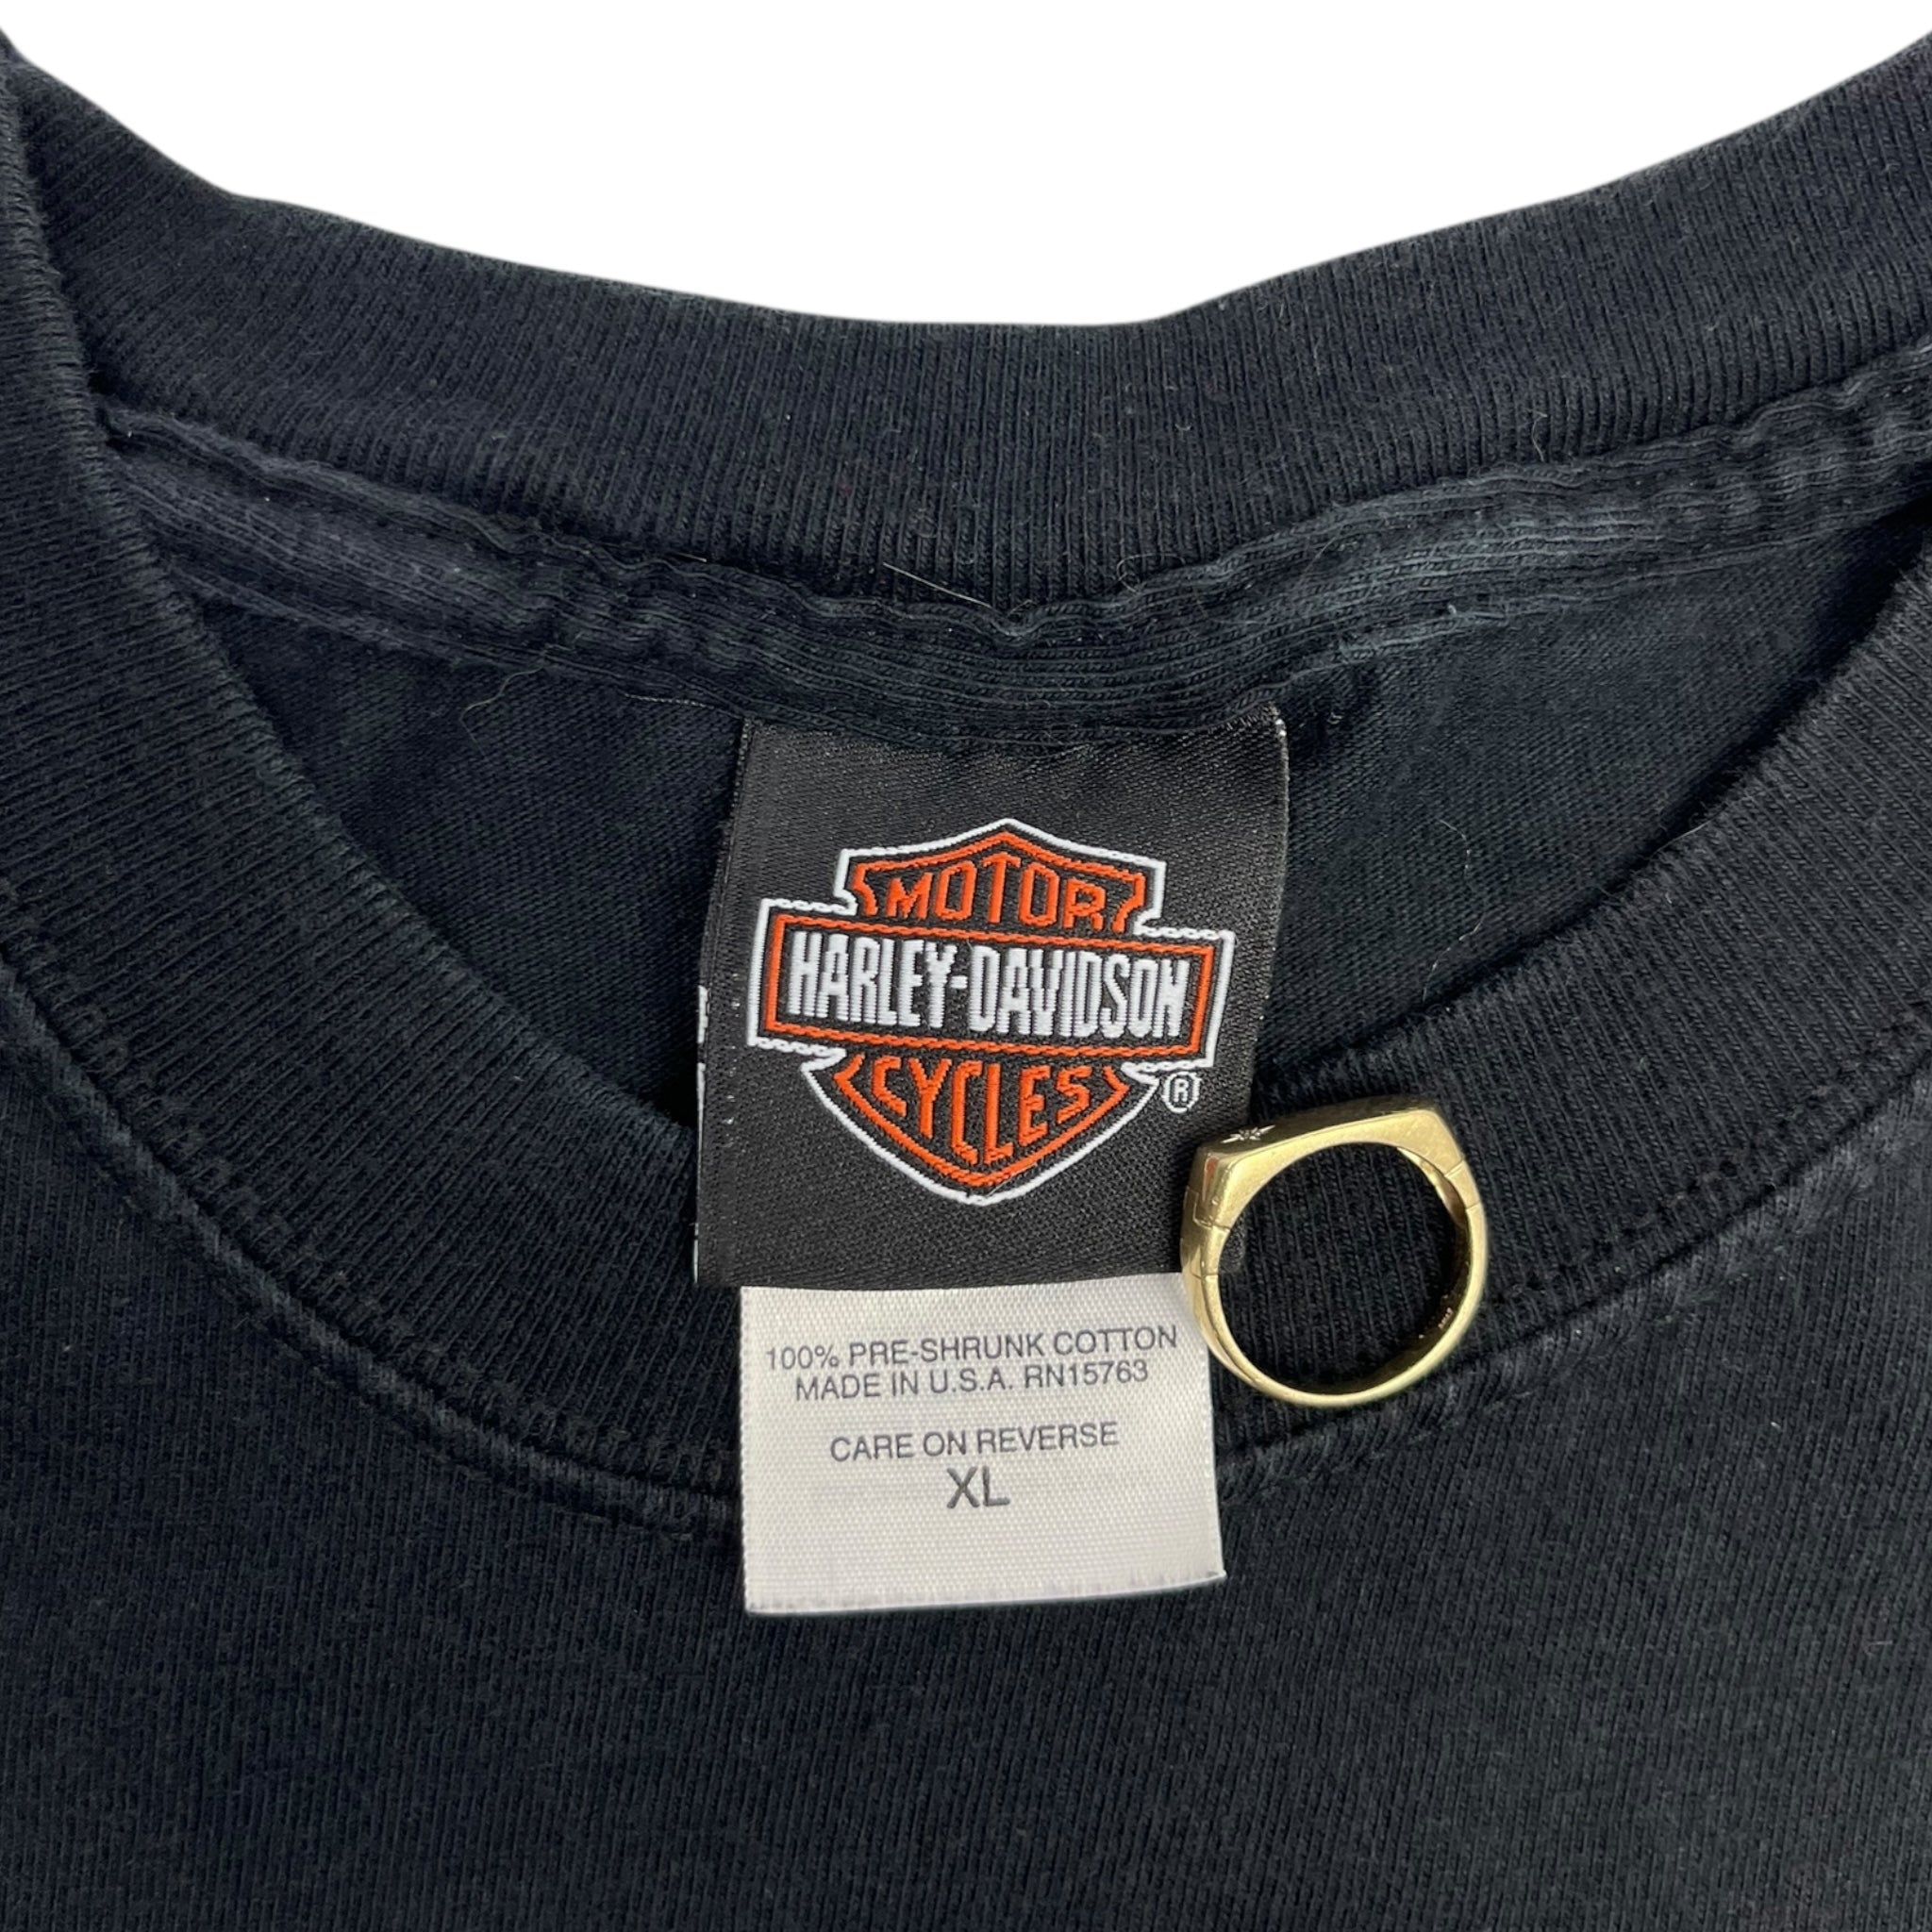 MOTOR
HARLEY-DAVIDSON
CYCLES
®
100% PRE-SHRUNK COTTON
MADE IN U.S.A. RN15763
CARE ON REVERSE
XL